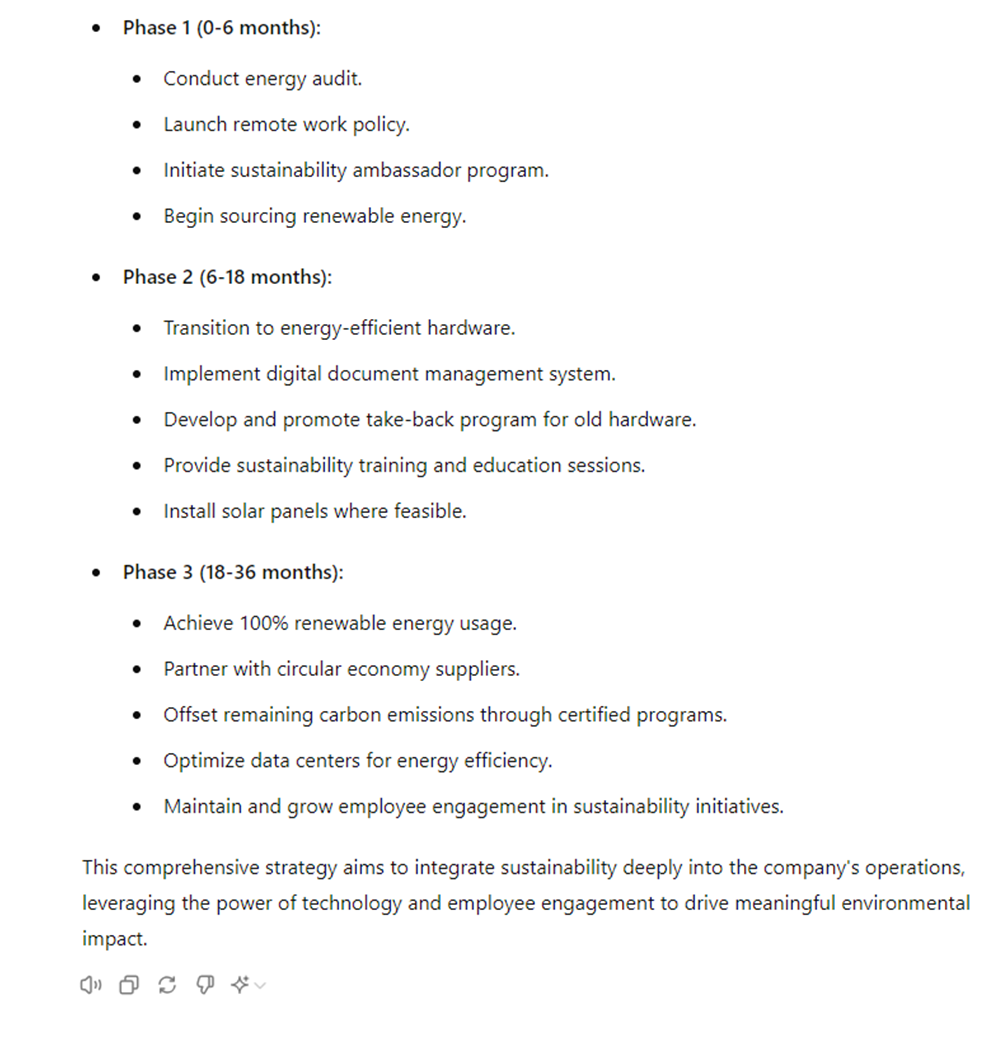 Phase 1 (0-6 months):
Conduct energy audit.
Launch remote work policy.
Initiate sustainability ambassador program.
Begin sourcing renewable energy.
Phase 2 (6-18 months):
Transition to energy-efficient hardware.
Implement digital document management system.
Develop and promote take-back program for old hardware.
Provide sustainability training and education sessions.
Install solar panels where feasible.
Phase 3 (18-36 months):
Achieve 100% renewable energy usage.
Partner with circular economy suppliers.
Offset remaining carbon emissions through certified programs.
Optimize data centers for energy efficiency.
Maintain and grow employee engagement in sustainability initiatives.
This comprehensive strategy aims to integrate sustainability deeply into the company's operations,
leveraging the power of technology and employee engagement to drive meaningful environmental
impact.